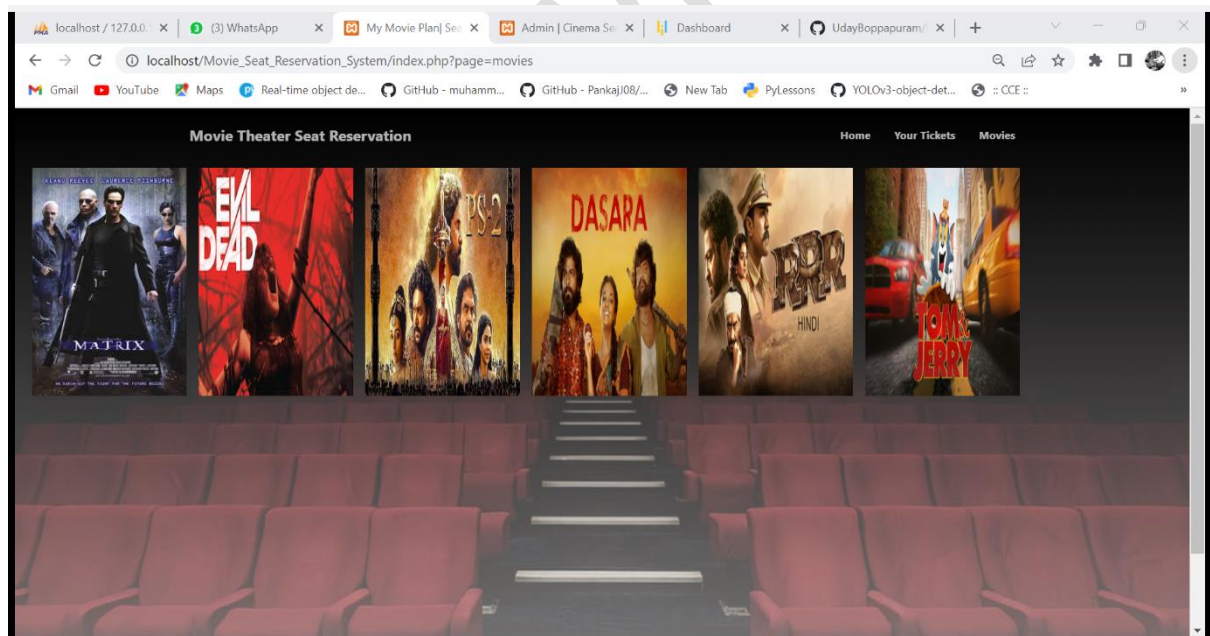 localhost / 127.0.0.
(3) WhatsApp
My Movie Plan| Sea
Admin | Cinema Se
Dashboard
UdayBoppapuram/
localhost/Movie_Seat_Reservation_System/index.php?page=movies
Gmail
YouTube
Maps
Real-time object de...
GitHub - muhamm...
GitHub - PankajJ08/...
New Tab
PyLessons
YOLOv3-object-det...
:: CCE ::
»
Movie Theater Seat Reservation
Home
Your Tickets
Movies
KEANU REEVES LAURENCE FISHBURNE
MATRIX
EVIL
DEAD
PS-2
DASARA
RRR
HINDI
TOM&
JERRY